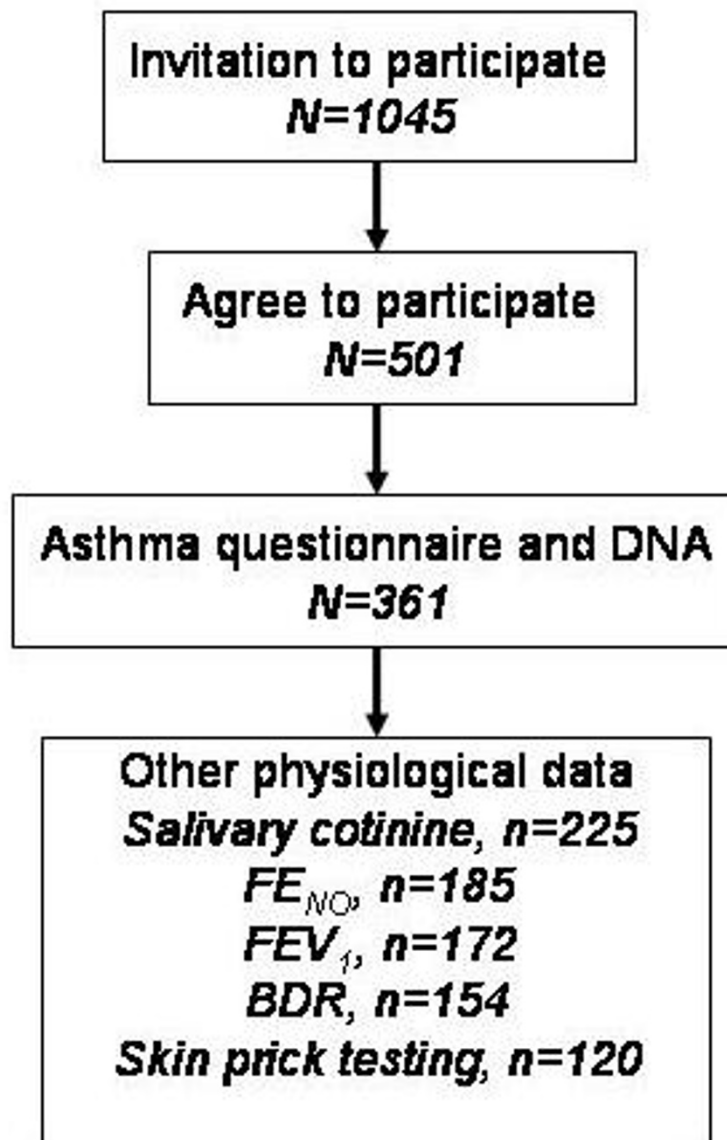 Invitation to participate
N=1045
Agree to participate
N=501
Asthma questionnaire and DNA
N=361
Other physiological data
Salivary cotinine, n=225
FENO, n=185
FEV1, n=172
BDR, n=154
Skin prick testing, n=120